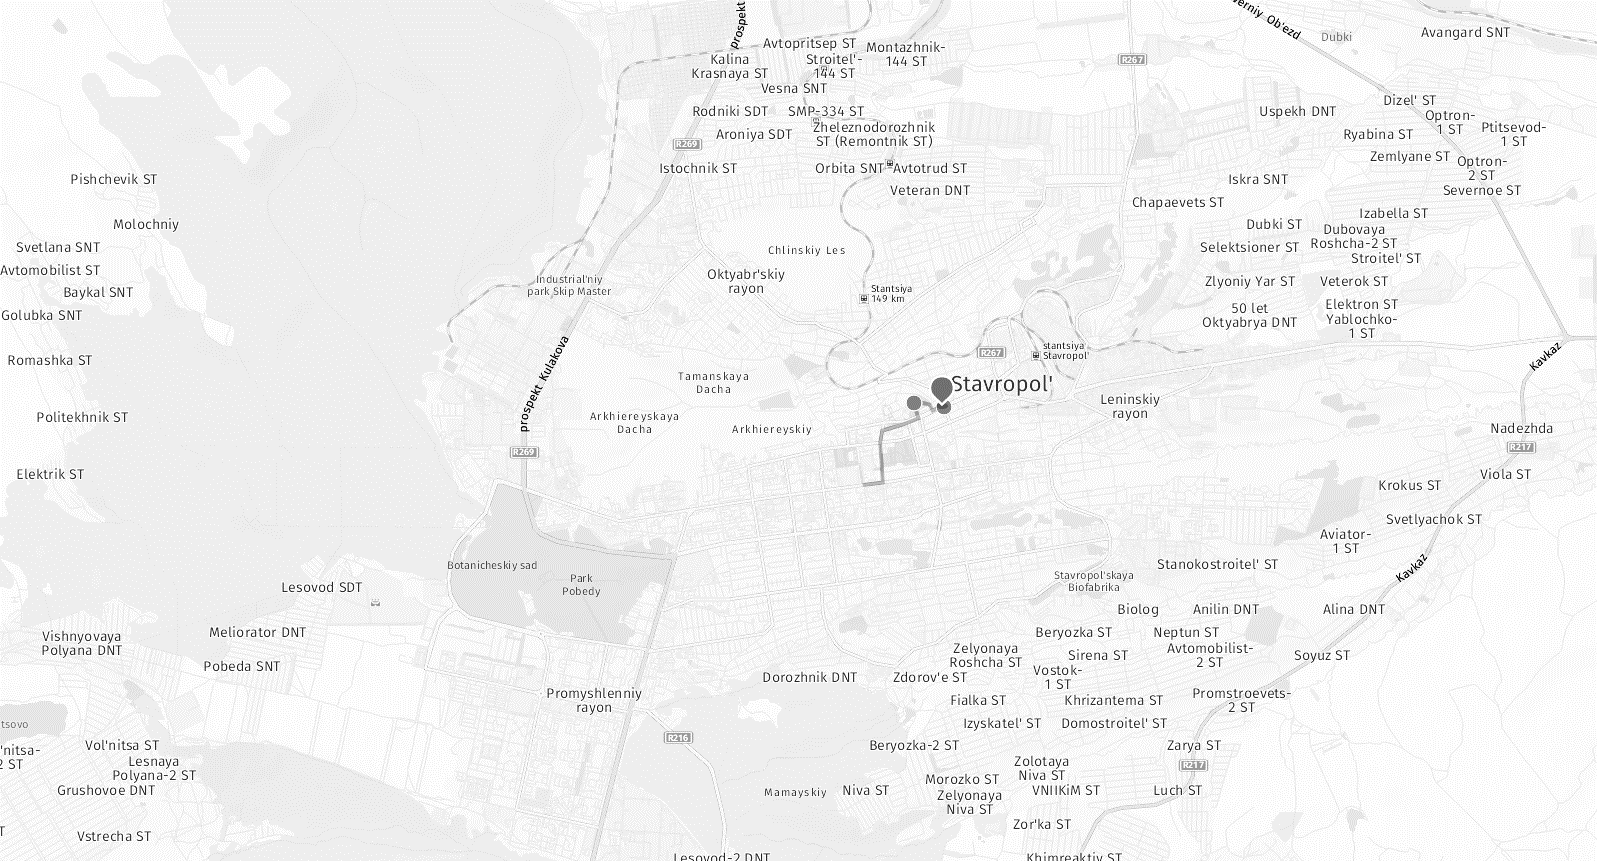 prospekt
verniy Ob'ezd
Avtopritsep ST
Montazhnik-
144 ST
Dubki
Avangard SNT
Kalina
Krasnaya ST
Stroitel'-
144 ST
R267
Vesna SNT
Rodniki SDT
SMP-334 ST
Dizel' ST
Uspekh DNT
Optron-
1 ST
Ptitsevod-
1 ST
Aroniya SDT
Zheleznodorozhnik
ST (Remontnik ST)
Ryabina ST
R269
Zemlyane ST
Optron-
2 ST
Istochnik ST
Orbita SNT
Avtotrud ST
Pishchevik ST
Iskra SNT
Veteran DNT
Severnoe ST
Chapaevets ST
Izabella ST
Molochniy
Dubki ST
Dubovaya
Roshcha-2 ST
Svetlana SNT
Selektsioner ST
Chlinskiy Les
Stroitel' ST
Avtomobilist ST
Oktyabr'skiy
rayon
Industrial'niy
park Skip Master
Zlyoniy Yar ST
Veterok ST
Baykal SNT
Stantsiya
149 km
Elektron ST
50 let
Oktyabrya DNT
Yablochko-
1 ST
Golubka SNT
R267
stantsiya
Stavropol'
Kavkaz
Romashka ST
prospekt Kulakova
Tamanskaya
Dacha
Stavropol'
Leninskiy
rayon
Politekhnik ST
Arkhiereyskaya
Dacha
Arkhiereyskiy
Nadezhda
R217
R269
Elektrik ST
Viola ST
Krokus ST
Svetlyachok ST
Aviator-
1 ST
Botanicheskiy sad
Stanokostroitel' ST
Kavkaz
Park
Pobedy
Stavropol'skaya
Biofabrika
Lesovod SDT
Biolog
Anilin DNT
Alina DNT
Vishnyovaya
Polyana DNT
Meliorator DNT
Beryozka ST
Neptun ST
Zelyonaya
Roshcha ST
Sirena ST
Avtomobilist-
2 ST
Soyuz ST
Pobeda SNT
Dorozhnik DNT
Zdorov'e ST
Vostok-
1 ST
Promyshlenniy
rayon
Fialka ST
Khrizantema ST
Promstroevets-
2 ST
tsovo
Izyskatel' ST
Domostroitel' ST
R216
Vol'nitsa ST
Beryozka-2 ST
Zarya ST
'nitsa-
2 ST
Lesnaya
Polyana-2 ST
Zolotaya
Niva ST
R217
Grushovoe DNT
Morozko ST
Mamayskiy
Niva ST
VNIIKiM ST
Luch ST
Zelyonaya
Niva ST
Zor'ka ST
Vstrecha ST
Lesovod-2 DNT
Khimreaktiv ST